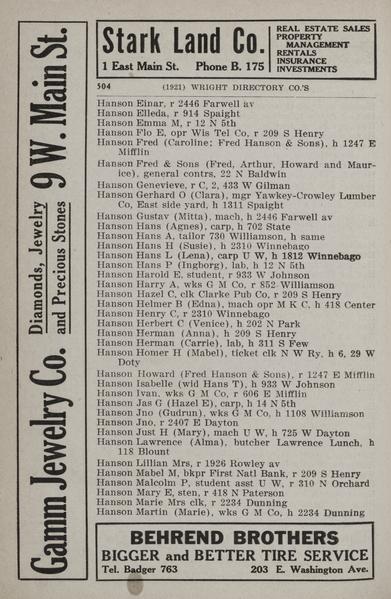 Gamm Jewelry Co. Diamonds, Jewelry and Precious Stones 9 W. Main St.
Stark Land Co.
1 East Main St. Phone B. 175
REAL ESTATE SALES
PROPERTY
MANAGEMENT
RENTALS
INSURANCE
INVESTMENTS
504 (1921) WRIGHT DIRECTORY CO.'S
Hanson Einar, r 2446 Farwell av
Hanson Elleda, r 914 Spaight
Hanson Emma M, r 12 N 5th
Hanson Flo E, opr Wis Tel Co, r 209 S Henry
Hanson Fred (Caroline: Fred Hanson & Sons), h 1247 E
Mifflin
Hanson Fred & Sons (Fred, Arthur, Howard and Maur-
ice), general contrs, 22 N Baldwin
Hanson Genevieve, r C, 2, 433 W Gilman
Hanson Gerhard O (Clara), mgr Yawkey-Crowley Lumber
Co, East side yard, h 1311 Spaight
Hanson Gustav (Mitta), mach, h 2446 Farwell av
Hanson Hans (Agnes), carp, h 702 State
Hanson Hans A, tailor 730 Williamson, h same
Hanson Hans H (Susie), h 2310 Winnebago
Hanson Hans L (Lena), carp U W, h 1812 Winnebago
Hanson Hans P (Ingborg), lab, h 12 N 5th
Hanson Harold E, student, r 933 W Johnson
Hanson Harry A, wks G M Co, r 852 Williamson
Hanson Hazel C, clk Clarke Pub Co, r 209 S Henry
Hanson Helmer B (Edna), mach opr M K C, h 418 Center
Hanson Henry C, r 2310 Winnebago
Hanson Herbert C (Venice), h 202 N Park
Hanson Herman (Anna), h 209 S Henry
Hanson Herman (Carrie), lab, h 311 S Few
Hanson Homer H (Mabel), ticket clk N W Ry, h 6, 29 W
Doty
Hanson Howard (Fred Hanson & Sons), r 1247 E Mifflin
Hanson Isabelle (wid Hans T), h 933 W Johnson
Hanson Ivan, wks G M Co, r 606 E Mifflin
Hanson Jas G (Hazel E), carp, h 14 N 5th
Hanson Jno (Gudrun), wks G M Co, h 1108 Williamson
Hanson Jno, r 2407 E Dayton
Hanson Just H (Mary), mach U W, h 725 W Dayton
Hanson Lawrence (Alma), butcher Lawrence Lunch, h
118 Blount
Hanson Lillian Mrs, r 1926 Rowley av
Hanson Mabel M, bkpr First Natl Bank, r 209 S Henry
Hanson Malcolm P, student asst U W, r 310 N Orchard
Hanson Mary E, sten, r 418 N Paterson
Hanson Marie Mrs clk, r 2234 Dunning
Hanson Martin (Marie), wks G M Co, h 2234 Dunning
BEHREND BROTHERS
BIGGER and BETTER TIRE SERVICE
Tel. Badger 763 203 E. Washington Ave.